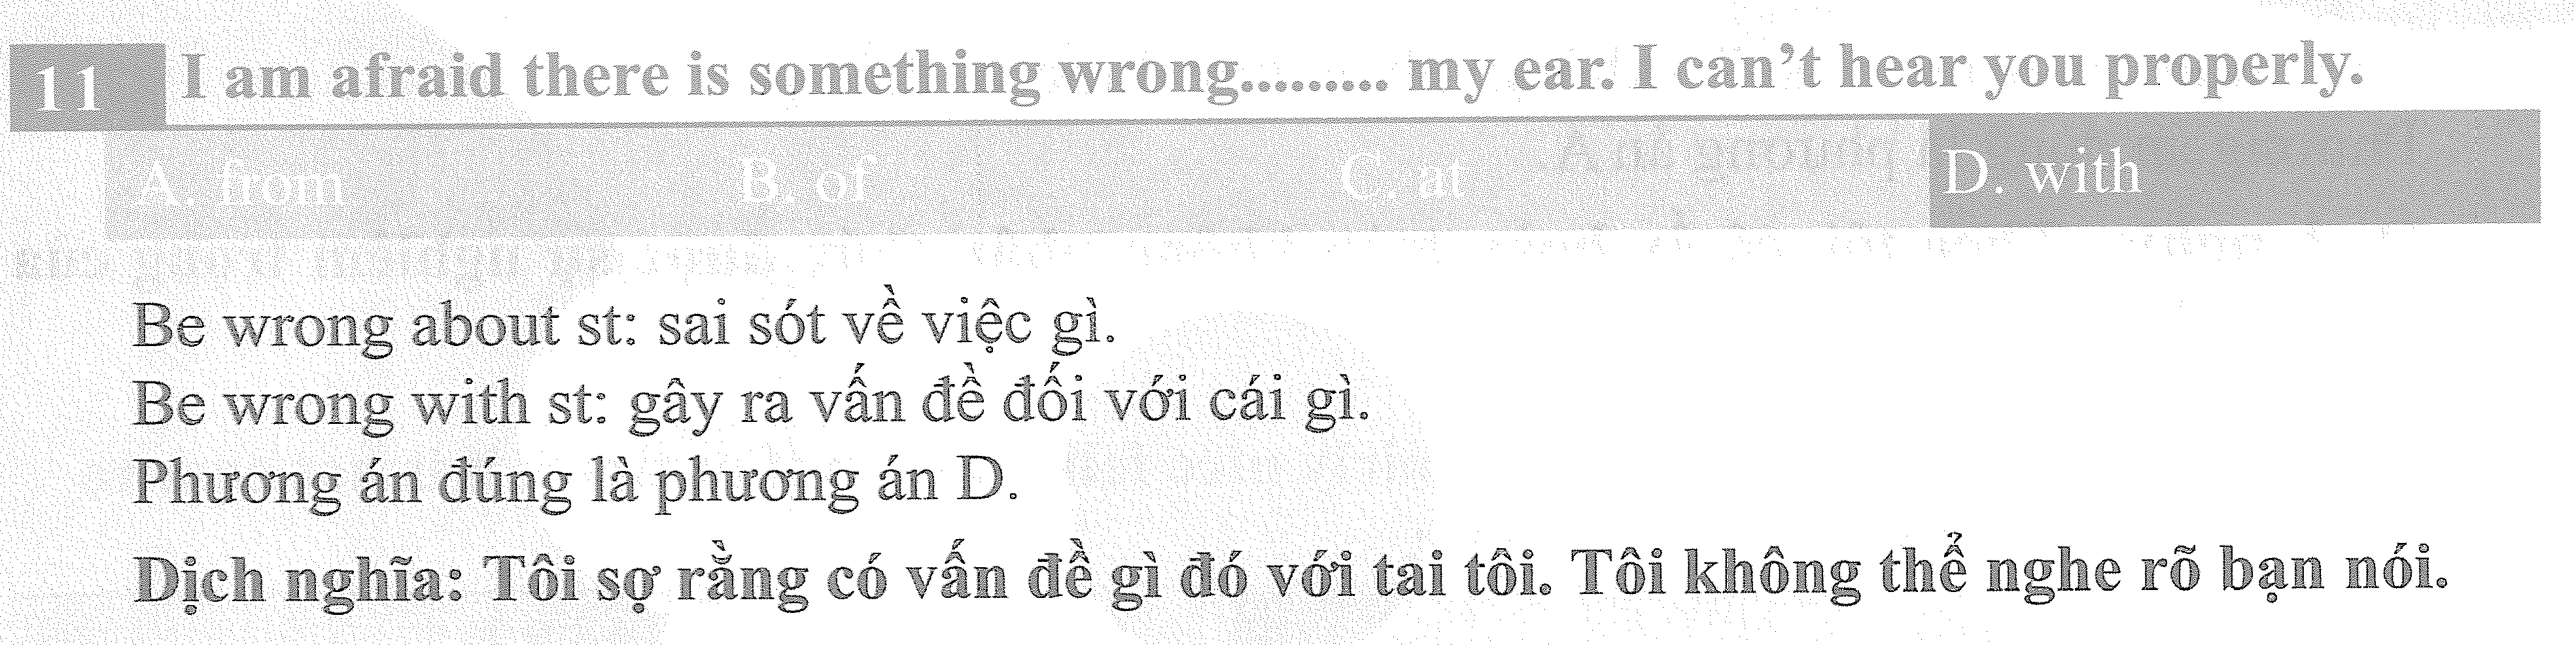 11 I am afraid there is something wrong......... my ear. I can't hear you properly.
A. from B. of C. at D. with
Be wrong about st: sai sót về việc gì.
Be wrong with st: gây ra vấn đề đối với cái gì.
Phương án đúng là phương án D.
Dịch nghĩa: Tôi sợ rằng có vấn đề gì đó với tai tôi. Tôi không thể nghe rõ bạn nói.